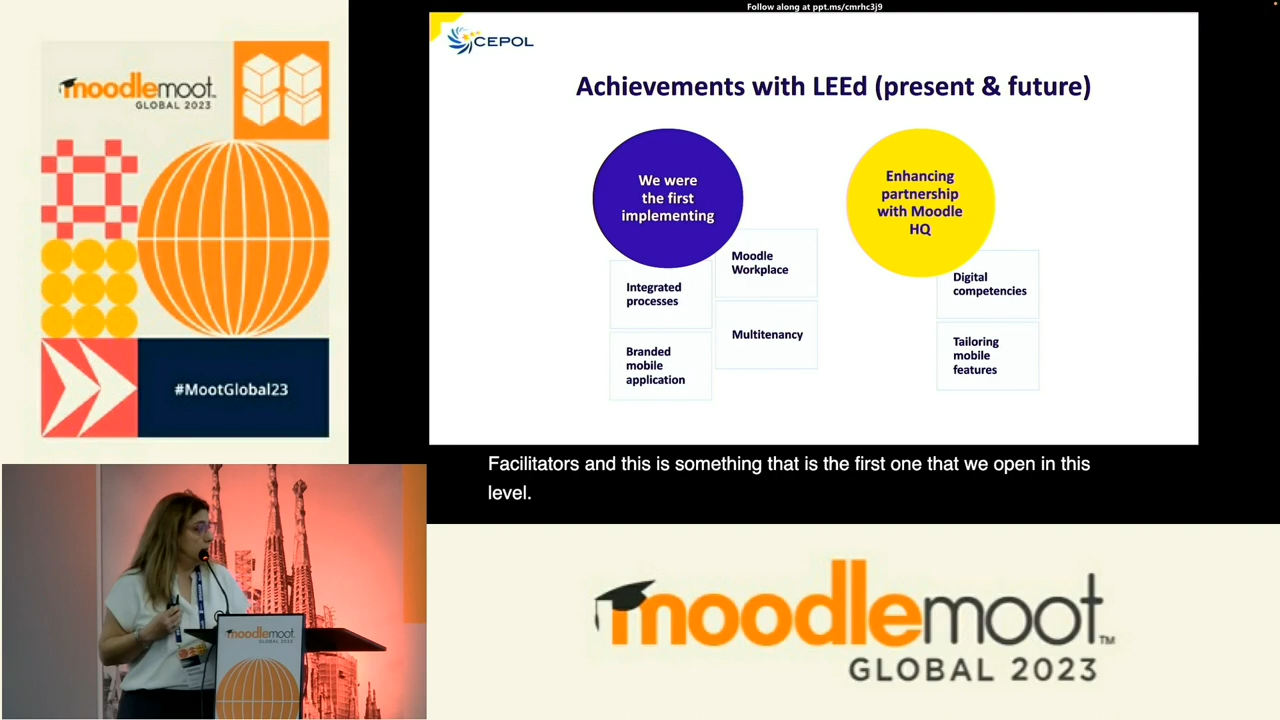 Follow along at ppt.ms/cmrhc3j9
moodlemoot™
GLOBAL 2023
#MootGlobal23
CEPOL
Achievements with LEEd (present & future)
We were
the first
implementing
Moodle
Workplace
Integrated
processes
Multitenancy
Branded
mobile
application
Enhancing
partnership
with Moodle
HQ
Digital
competencies
Tailoring
mobile
features
Facilitators and this is something that is the first one that we open in this
level.
moodlemoot
GLOBAL 2023
moodlemoot™
GLOBAL 2023